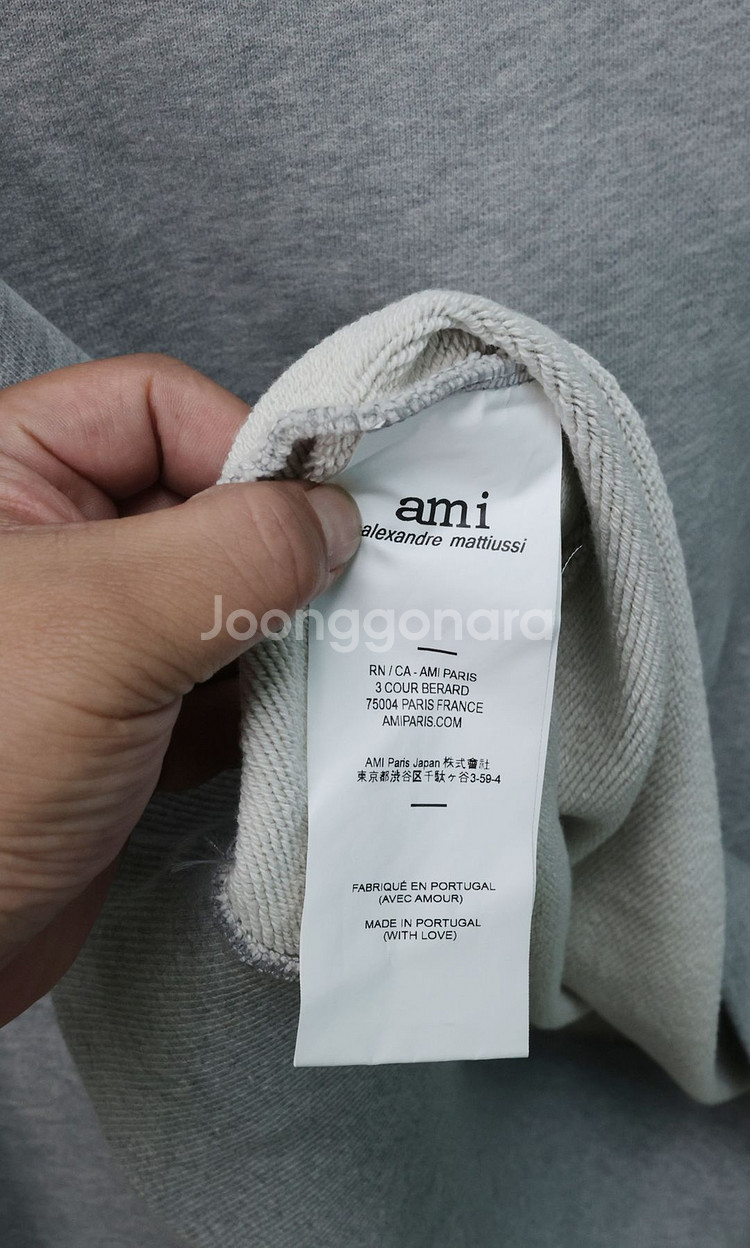 ami
alexandre mattiussi
Joonggonara
RN / CA - AMI PARIS
3 COUR BERARD
75004 PARIS FRANCE
AMIPARIS.COM
AMI Paris Japan 株式會社
東京都渋谷区千駄ヶ谷3-59-4
FABRIQUÉ EN PORTUGAL
(AVEC AMOUR)
MADE IN PORTUGAL
(WITH LOVE)